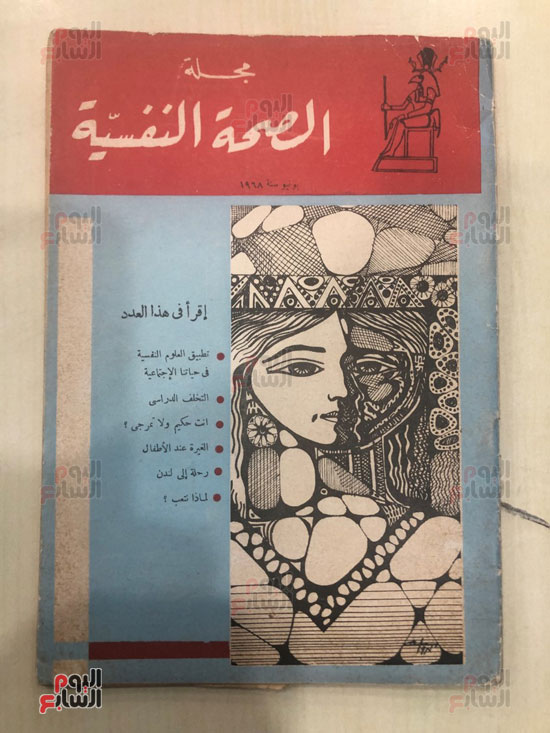 مجلة
الصحة النفسيّة
يونيو سنة ١٩٦٨
إقرأ فى هذا العدد
تطبيق العلوم النفسية
فى حياتنا الإجتماعية
التخلف الدراسى
انت حكيم ولا تمرجى ؟
الغيرة عند الأطفال
رحلة إلى لندن
لماذا نتعب ؟
اليوم السابع